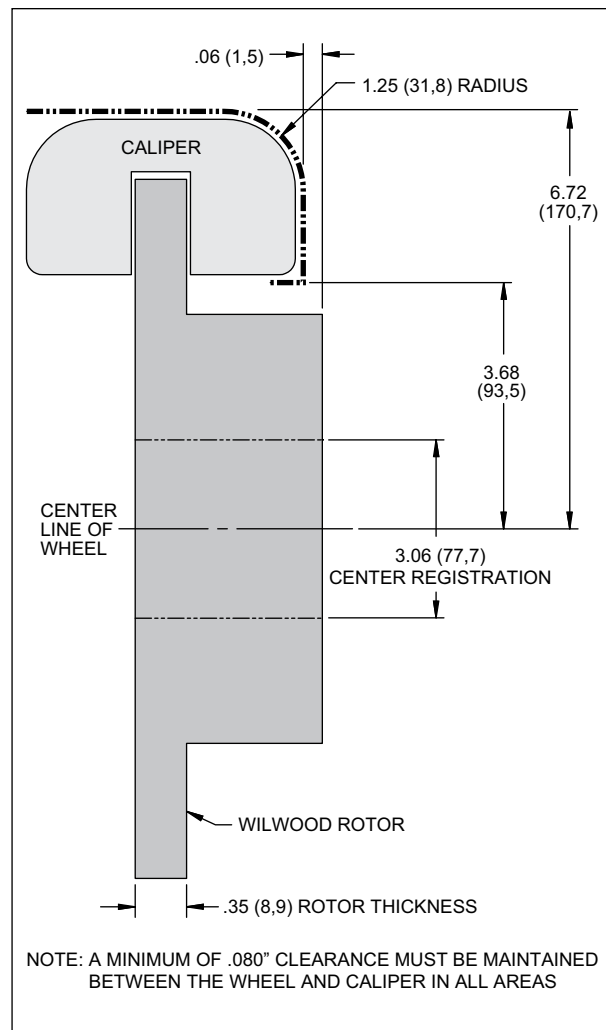 .06 (1,5)
1.25 (31,8) RADIUS
CALIPER
6.72
(170,7)
3.68
(93,5)
CENTER
LINE OF
WHEEL
3.06 (77,7)
CENTER REGISTRATION
WILWOOD ROTOR
.35 (8,9) ROTOR THICKNESS
NOTE: A MINIMUM OF .080” CLEARANCE MUST BE MAINTAINED
BETWEEN THE WHEEL AND CALIPER IN ALL AREAS